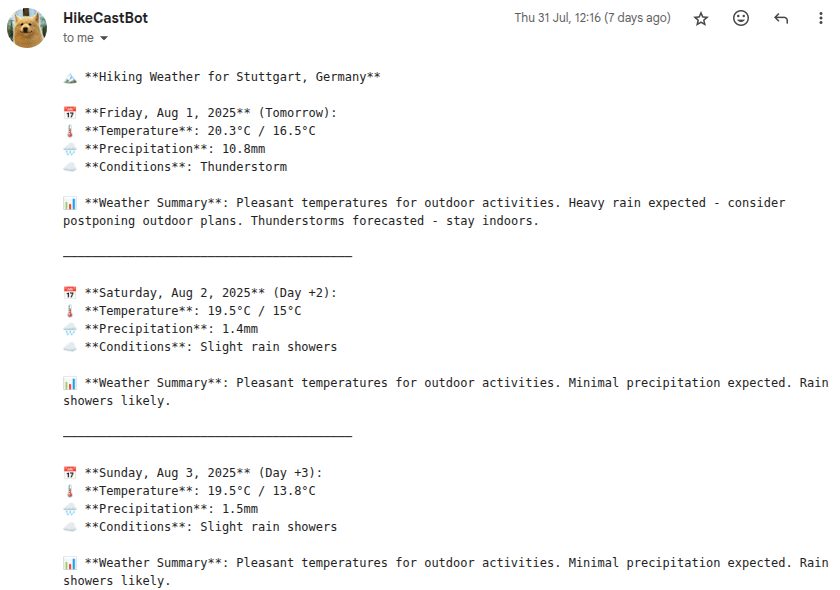 HikeCastBot
Thu 31 Jul, 12:16 (7 days ago)
to me
🏔️ **Hiking Weather for Stuttgart, Germany**
📅 **Friday, Aug 1, 2025** (Tomorrow):
🌡️ **Temperature**: 20.3°C / 16.5°C
🌧️ **Precipitation**: 10.8mm
☁️ **Conditions**: Thunderstorm
📊 **Weather Summary**: Pleasant temperatures for outdoor activities. Heavy rain expected - consider
postponing outdoor plans. Thunderstorms forecasted - stay indoors.
────────────────────────────────────────
📅 **Saturday, Aug 2, 2025** (Day +2):
🌡️ **Temperature**: 19.5°C / 15°C
🌧️ **Precipitation**: 1.4mm
☁️ **Conditions**: Slight rain showers
📊 **Weather Summary**: Pleasant temperatures for outdoor activities. Minimal precipitation expected. Rain
showers likely.
────────────────────────────────────────
📅 **Sunday, Aug 3, 2025** (Day +3):
🌡️ **Temperature**: 19.5°C / 13.8°C
🌧️ **Precipitation**: 1.5mm
☁️ **Conditions**: Slight rain showers
📊 **Weather Summary**: Pleasant temperatures for outdoor activities. Minimal precipitation expected. Rain
showers likely.